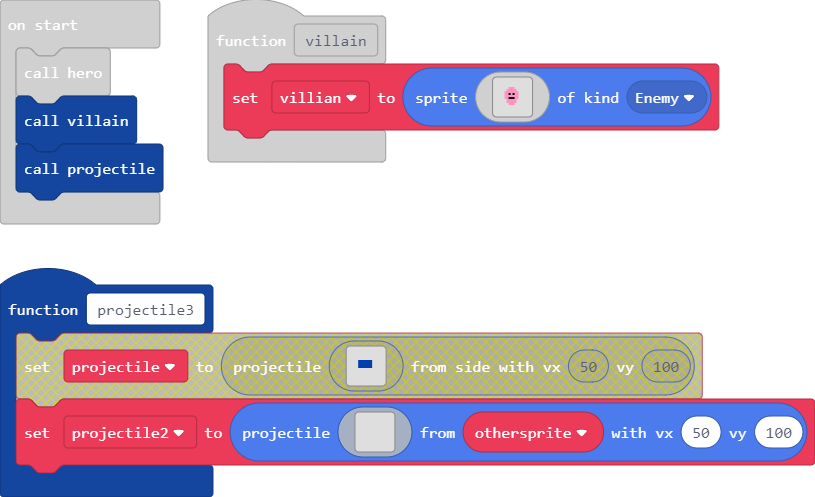 on start
call hero
call villain
call projectile
function villain
set villian to sprite of kind Enemy
function projectile3
set projectile to projectile from side with vx 50 vy 100
set projectile2 to projectile from othersprite with vx 50 vy 100